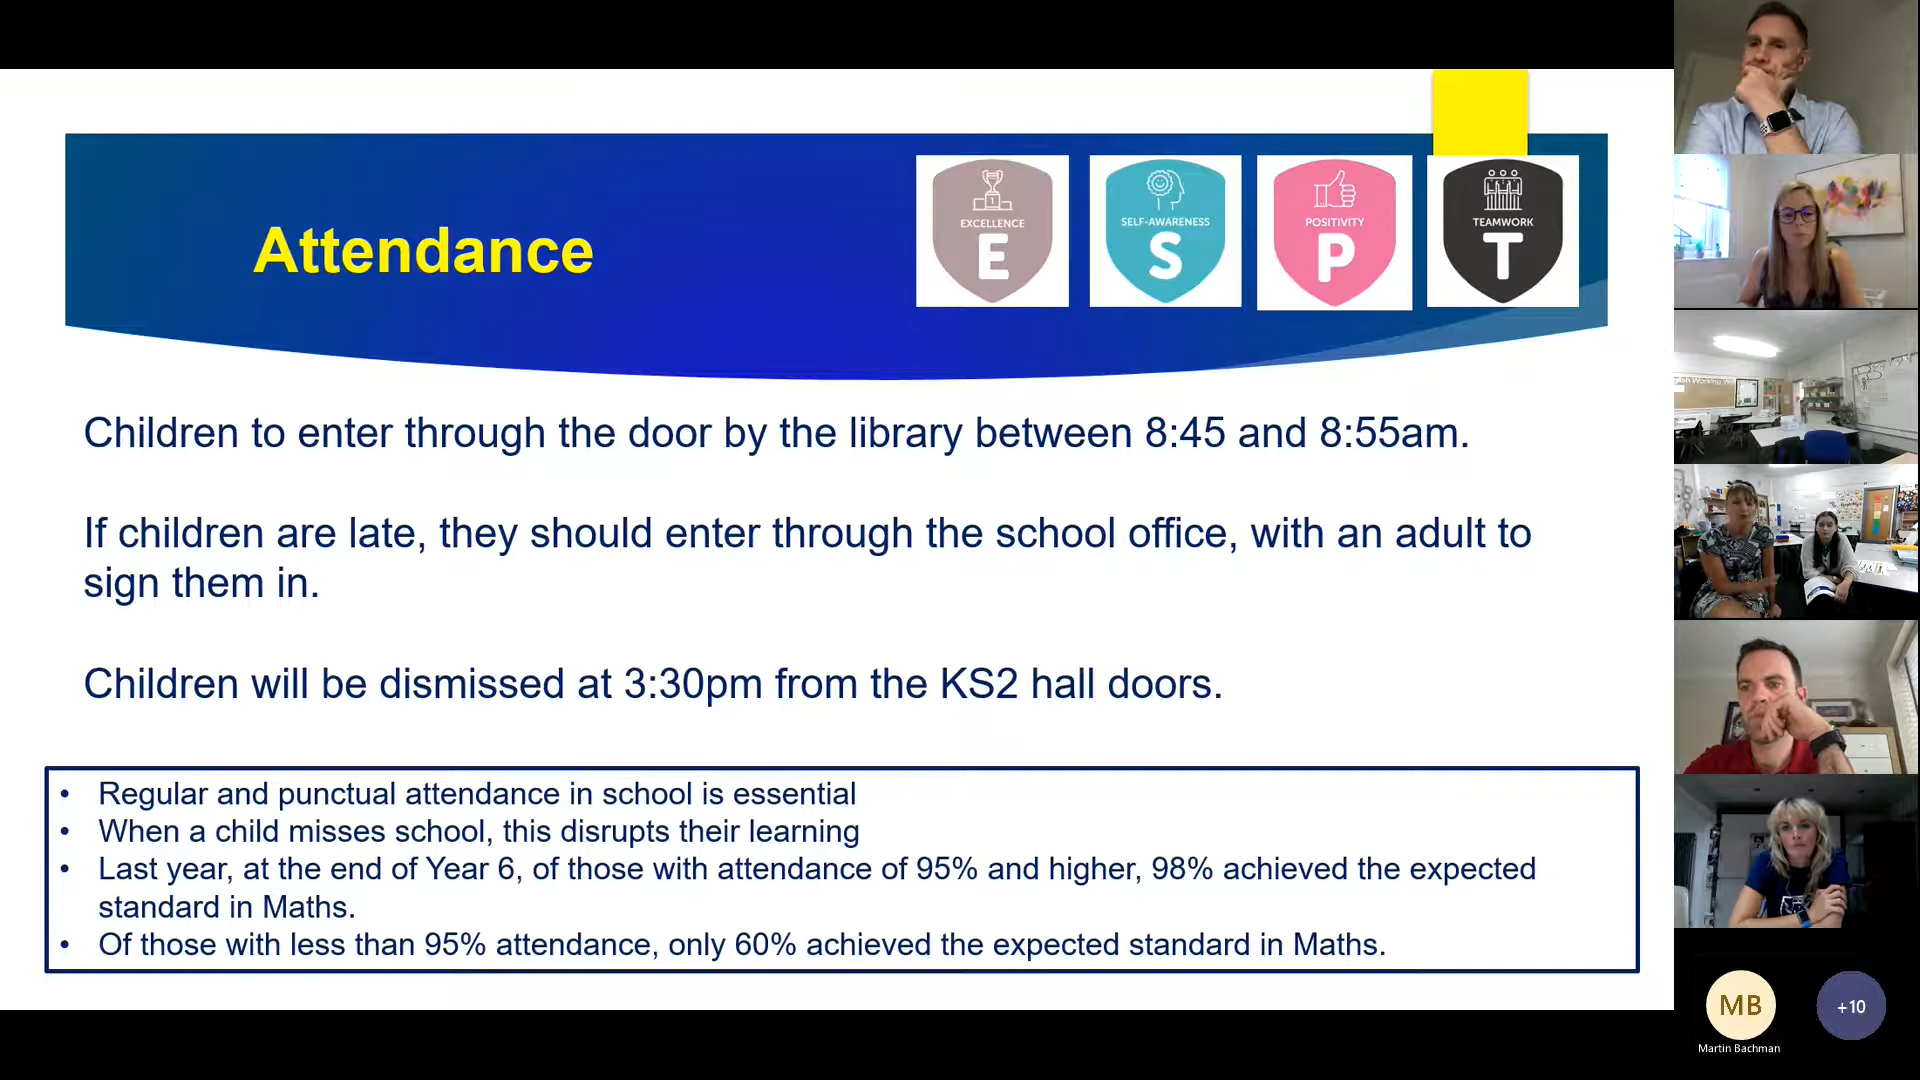 EXCELLENCE
E
SELF-AWARENESS
S
POSITIVITY
P
TEAMWORK
T
Attendance
Children to enter through the door by the library between 8:45 and 8:55am.
If children are late, they should enter through the school office, with an adult to
sign them in.
Children will be dismissed at 3:30pm from the KS2 hall doors.
• Regular and punctual attendance in school is essential
• When a child misses school, this disrupts their learning
• Last year, at the end of Year 6, of those with attendance of 95% and higher, 98% achieved the expected
standard in Maths.
• Of those with less than 95% attendance, only 60% achieved the expected standard in Maths.
MB
+10
Martin Bachman